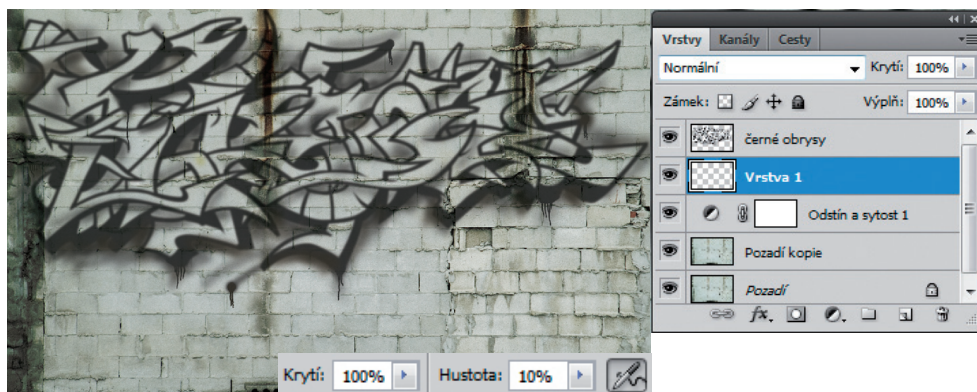 Vrstvy Kanály Cesty
Normální Krytí: 100%
Zámek: Výplň: 100%
černé obrysy
Vrstva 1
Odstín a sytost 1
Pozadí kopie
Pozadí
fx.
Krytí: 100% Hustota: 10%